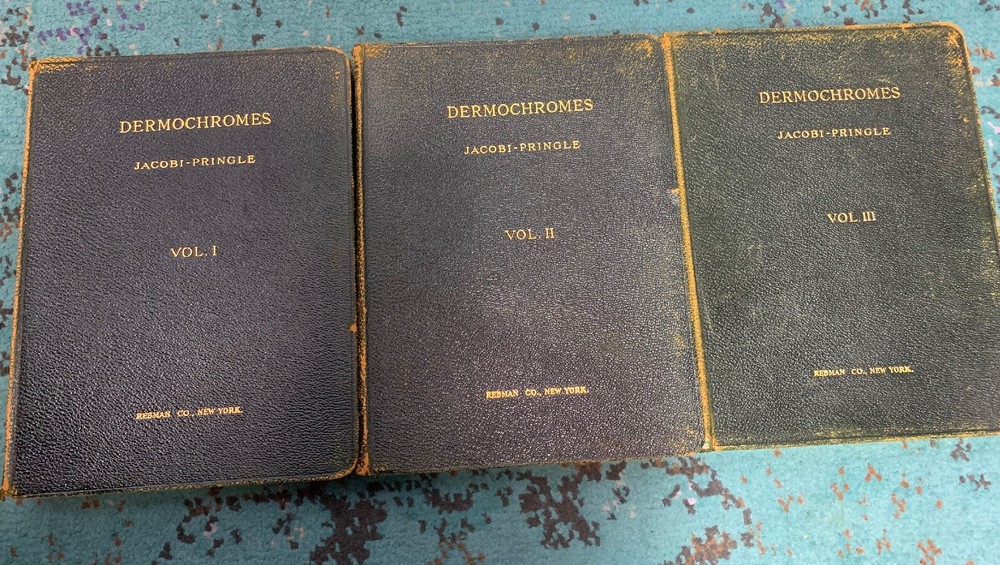 DERMOCHROMES
JACOBI-PRINGLE
VOL. I
REBMAN CO., NEW YORK.
DERMOCHROMES
JACOBI-PRINGLE
VOL. II
REBMAN CO., NEW YORK.
DERMOCHROMES
JACOBI-PRINGLE
VOL. III
REBMAN CO., NEW YORK.